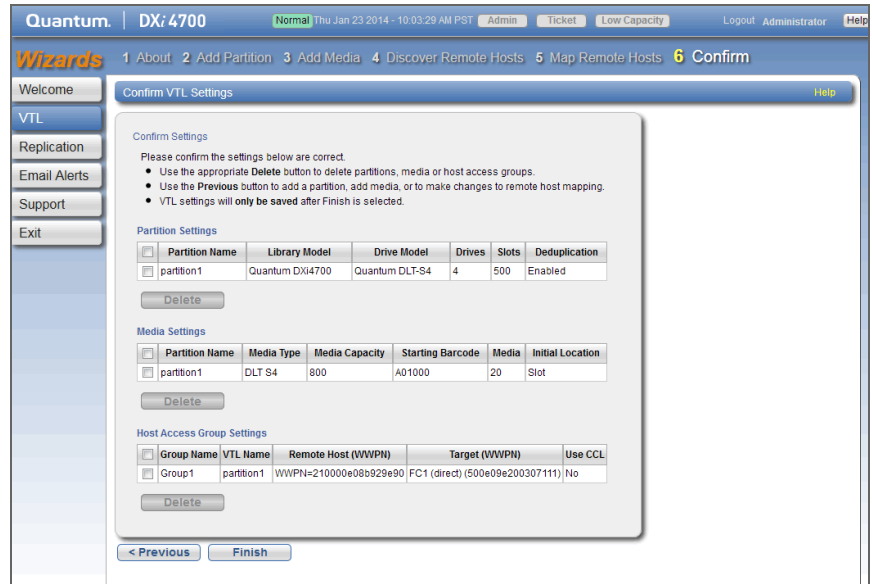 Quantum. DXi 4700 Normal Thu Jan 23 2014 - 10:03:29 AM PST Admin Ticket Low Capacity Logout Administrator Help
Wizards 1 About 2 Add Partition 3 Add Media 4 Discover Remote Hosts 5 Map Remote Hosts 6 Confirm
Welcome
VTL
Replication
Email Alerts
Support
Exit
Confirm VTL Settings Help
Confirm Settings
Please confirm the settings below are correct.
• Use the appropriate Delete button to delete partitions, media or host access groups.
• Use the Previous button to add a partition, add media, or to make changes to remote host mapping.
• VTL settings will only be saved after Finish is selected.
Partition Settings
Partition Name Library Model Drive Model Drives Slots Deduplication
partition1 Quantum DXi4700 Quantum DLT-S4 4 500 Enabled
Delete
Media Settings
Partition Name Media Type Media Capacity Starting Barcode Media Initial Location
partition1 DLT S4 800 A01000 20 Slot
Delete
Host Access Group Settings
Group Name VTL Name Remote Host (WWPN) Target (WWPN) Use CCL
Group1 partition1 WWPN=210000e08b929e90 FC1 (direct) (500e09e200307111) No
Delete
< Previous Finish